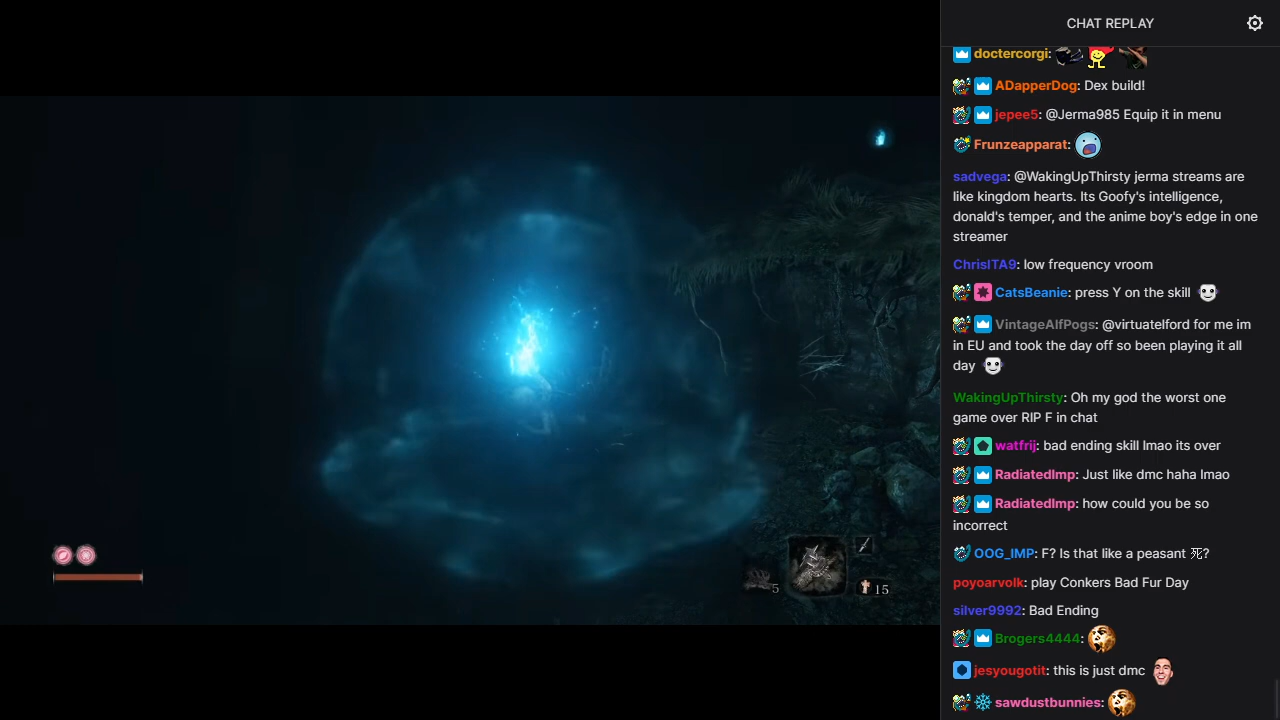 CHAT REPLAY
doctercorgi:
ADapperDog: Dex build!
jepee5: @Jerma985 Equip it in menu
Frunzeapparat:
sadvega: @WakingUpThirsty jerma streams are
like kingdom hearts. Its Goofy's intelligence,
donald's temper, and the anime boy's edge in one
streamer
ChrisITA9: low frequency vroom
CatsBeanie: press Y on the skill
VintageAlfPogs: @virtuatelford for me im
in EU and took the day off so been playing it all
day
WakingUpThirsty: Oh my god the worst one
game over RIP F in chat
watfrij: bad ending skill lmao its over
RadiatedImp: Just like dmc haha lmao
RadiatedImp: how could you be so
incorrect
OOG_IMP: F? Is that like a peasant 死?
poyoarvolk: play Conkers Bad Fur Day
silver9992: Bad Ending
Brogers4444:
jesyougotit: this is just dmc
sawdustbunnies:
5
15